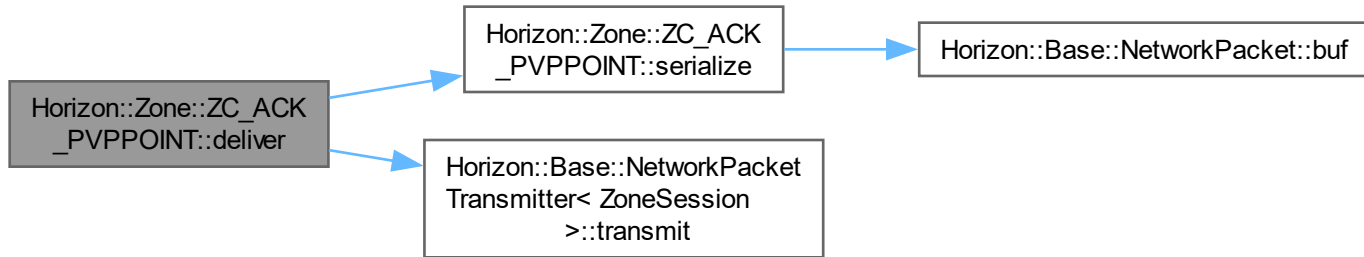 Horizon::Zone::ZC_ACK
_PVPPOINT::deliver
Horizon::Zone::ZC_ACK
_PVPPOINT::serialize
Horizon::Base::NetworkPacket::buf
Horizon::Base::NetworkPacket
Transmitter< ZoneSession
>::transmit